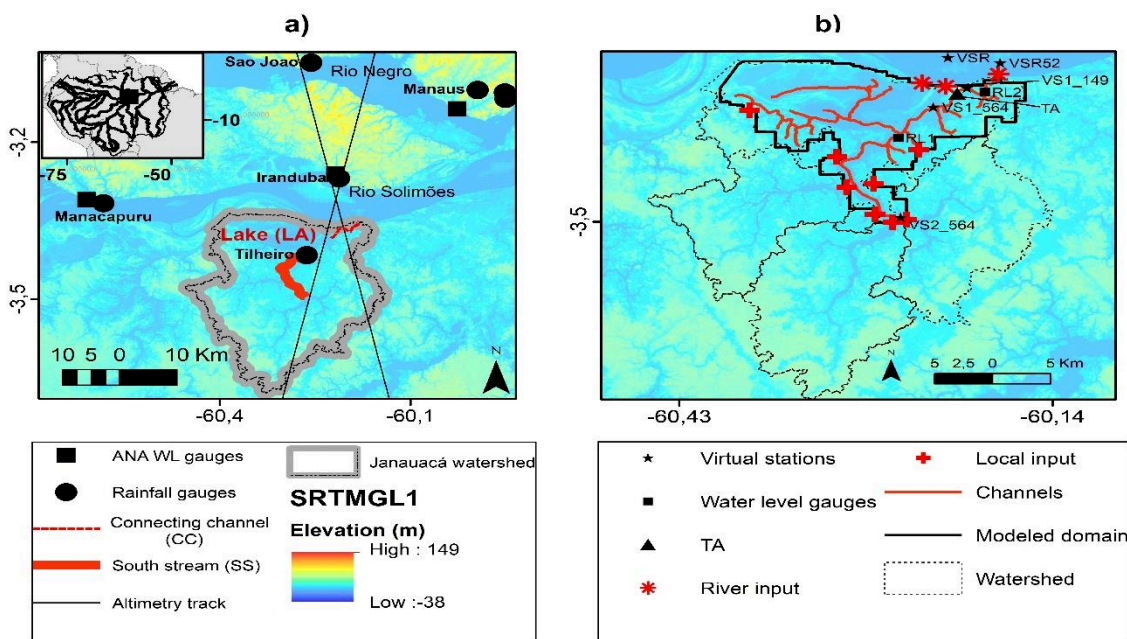 a)
Sao Joao
Rio Negro
Manaus
-10
-75
-50
-3,2
Iranduba
Rio Solimões
Manacapuru
Lake (LA)
Tilheiro
-3,5
10 5 0 10 Km
N
-60,4 -60,1
ANA WL gauges
Rainfall gauges
Connecting channel
(CC)
South stream (SS)
Altimetry track
Janauacá watershed
SRTMGL1
Elevation (m)
High : 149
Low :-38
b)
VSR
VSR52
VS1_149
RL2
VS1_564
TA
RL1
VS2_564
-3,5
N
5 2,5 0 5 Km
-60,43 -60,14
Virtual stations
Water level gauges
TA
River input
Local input
Channels
Modeled domain
Watershed